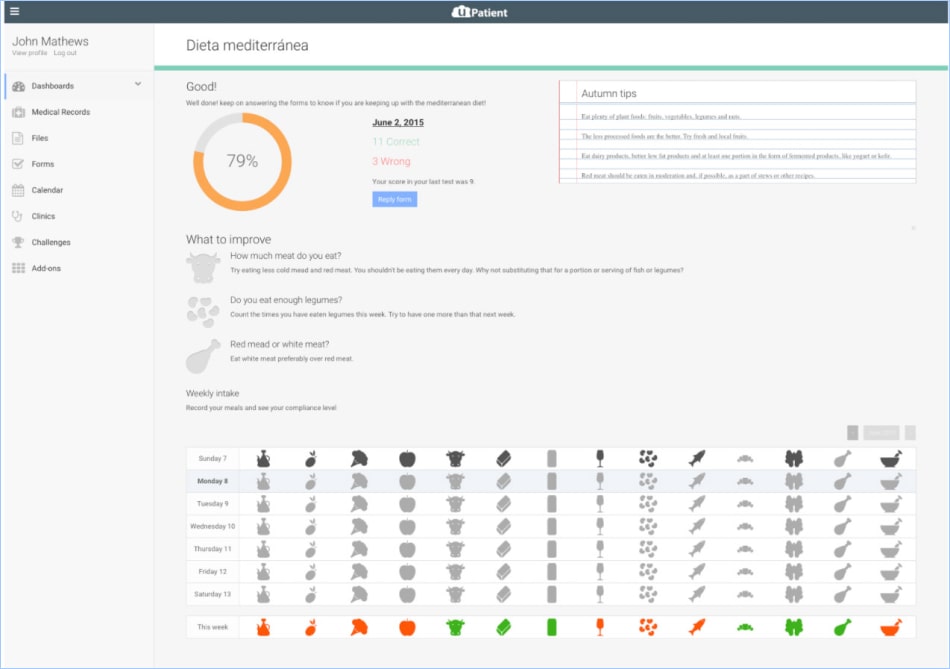 uPatient
John Mathews
View profile Log out
Dashboards
Medical Records
Files
Forms
Calendar
Clinics
Challenges
Add-ons
Dieta mediterránea
Good!
Well done! keep on answering the forms to know if you are keeping up with the mediterranean diet!
79%
June 2, 2015
11 Correct
3 Wrong
Your score in your last test was 9.
Reply form
Autumn tips
Eat plenty of plant foods, fruits, vegetables, legumes and nuts.
The less processed foods are the better. Try fresh and local fruits.
Eat dairy products, better low fat products and at least one portion in the form of fermented products, like yogurt or kefir.
Red meat should be eaten in moderation and, if possible, as a part of stews or other recipes.
What to improve
How much meat do you eat?
Try eating less cold mead and red meat. You shouldn't be eating them every day. Why not substituting that for a portion or serving of fish or legumes?
Do you eat enough legumes?
Count the times you have eaten legumes this week. Try to have one more than that next week.
Red mead or white meat?
Eat white meat preferably over red meat.
Weekly intake
Record your meals and see your compliance level
Sunday 7
Monday 8
Tuesday 9
Wednesday 10
Thursday 11
Friday 12
Saturday 13
This week